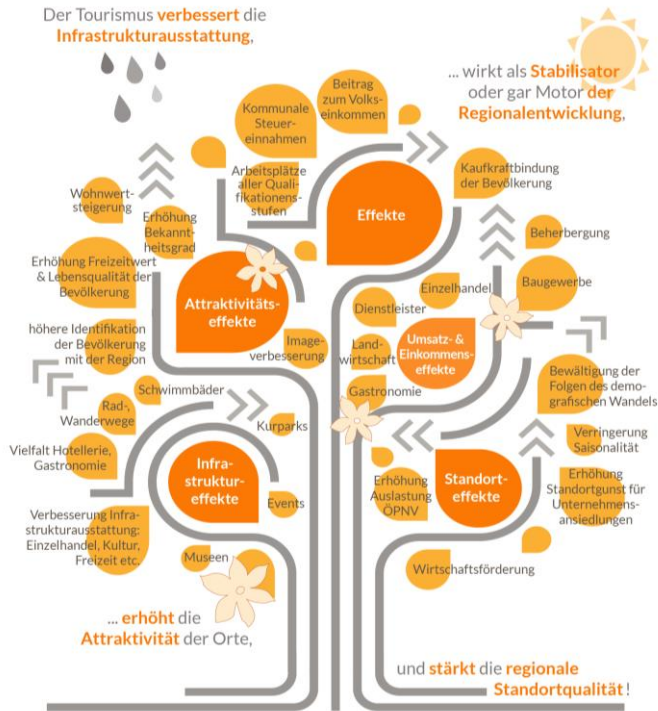 Der Tourismus verbessert die
Infrastrukturausstattung,
... wirkt als Stabilisator
oder gar Motor der
Regionalentwicklung,
Beitrag
zum Volks-
einkommen
Kommunale
Steuer-
einnahmen
Arbeitsplätze
aller Quali-
fikationens-
stufen
Effekte
Kaufkraftbindung
der Bevölkerung
Wohnwert-
steigerung
Erhöhung
Bekannt-
heitsgrad
Erhöhung Freizeitwert
& Lebensqualität der
Bevölkerung
Attraktivitäts-
effekte
höhere Identifikation
der Bevölkerung
mit der Region
Image-
verbesserung
Beherbergung
Einzelhandel
Baugewerbe
Dienstleister
Umsatz- &
Einkommens-
effekte
Land-
wirtschaft
Gastronomie
Bewältigung der
Folgen des demo-
grafischen Wandels
Schwimmbäder
Rad-,
Wanderwege
Kurparks
Vielfalt Hotellerie,
Gastronomie
Infra-
struktur-
effekte
Events
Verbesserung Infra-
strukturausstattung:
Einzelhandel, Kultur,
Freizeit etc.
Museen
Verringerung
Saisonalität
Erhöhung
Auslastung
ÖPNV
Standort-
effekte
Erhöhung
Standortgunst für
Unternehmens-
ansiedlungen
Wirtschaftsförderung
... erhöht die
Attraktivität der Orte,
und stärkt die regionale
Standortqualität!